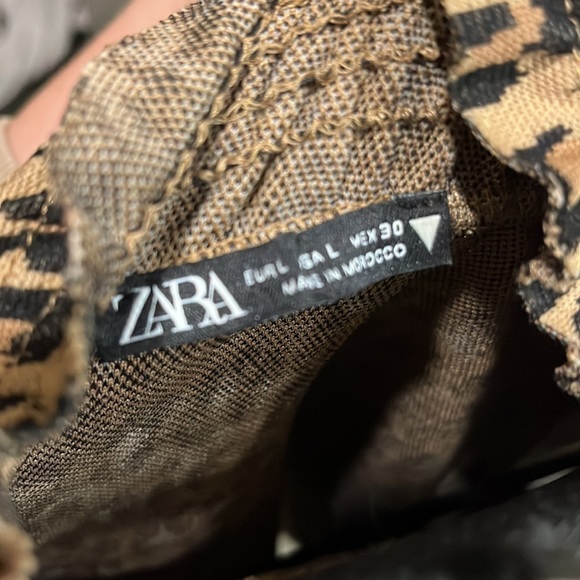 ZARA
EUR L USA L MEX 30
MADE IN MOROCCO